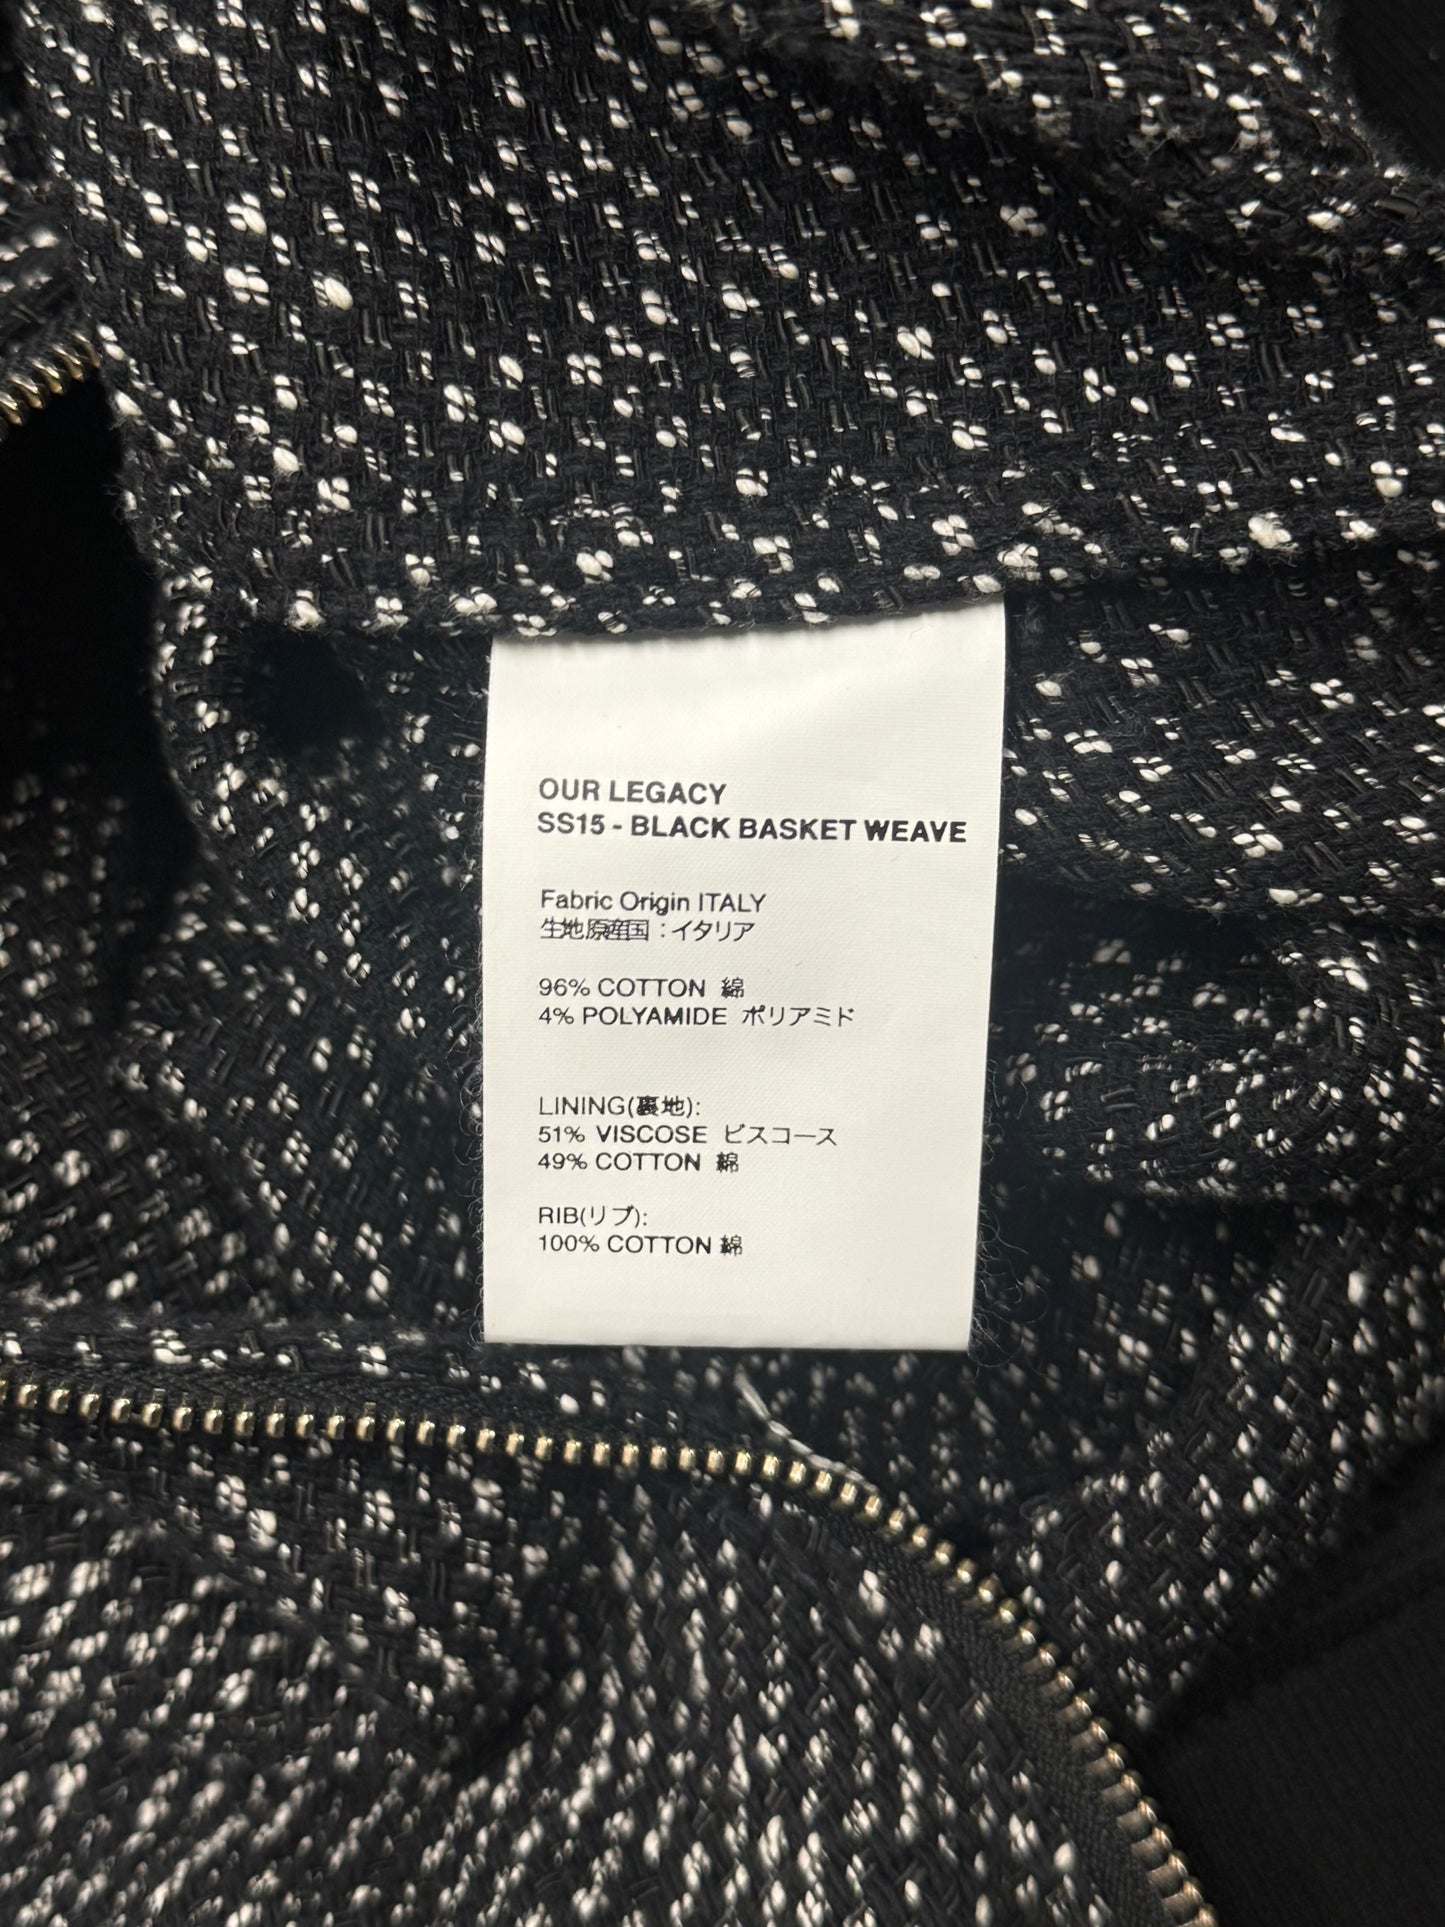 OUR LEGACY
SS15 - BLACK BASKET WEAVE
Fabric Origin ITALY
生地原産国：イタリア
96% COTTON 綿
4% POLYAMIDE ポリアミド
LINING(裏地):
51% VISCOSE ビスコース
49% COTTON 綿
RIB(リブ):
100% COTTON 綿